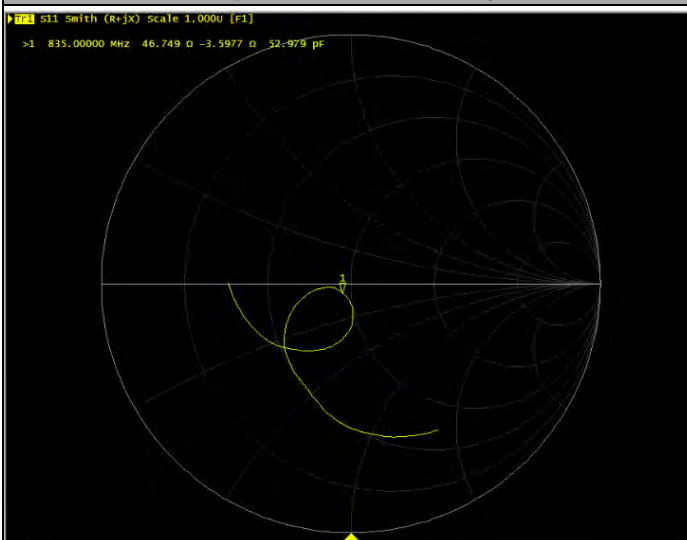 Tr1 S11 Smith (R+jX) Scale 1.000U [F1]
>1 835.00000 MHz 46.749 Ω -3.5977 Ω 52.979 pF
1